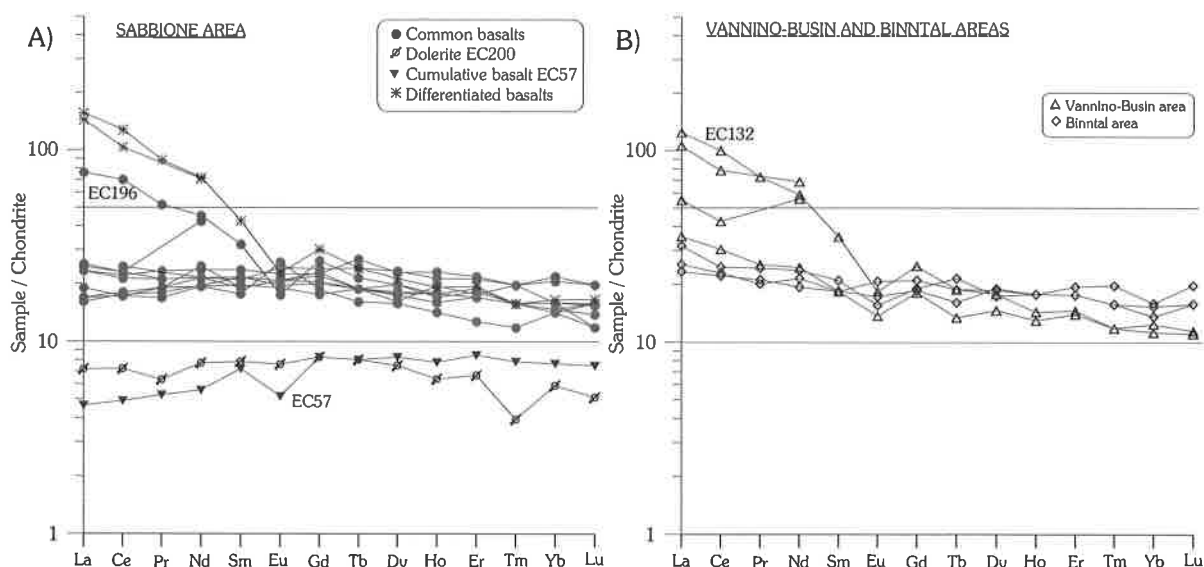 A)
SABBIONE AREA
Common basalts
Dolerite EC200
Cumulative basalt EC57
Differentiated basalts
Sample / Chondrite
100
10
1
EC196
EC57
La Ce Pr Nd Sm Eu Gd Tb Dy Ho Er Tm Yb Lu
B)
VANNINO-BUSIN AND BINNTAL AREAS
Vannino-Busin area
Binntal area
Sample / Chondrite
100
10
1
EC132
La Ce Pr Nd Sm Eu Gd Tb Dy Ho Er Tm Yb Lu